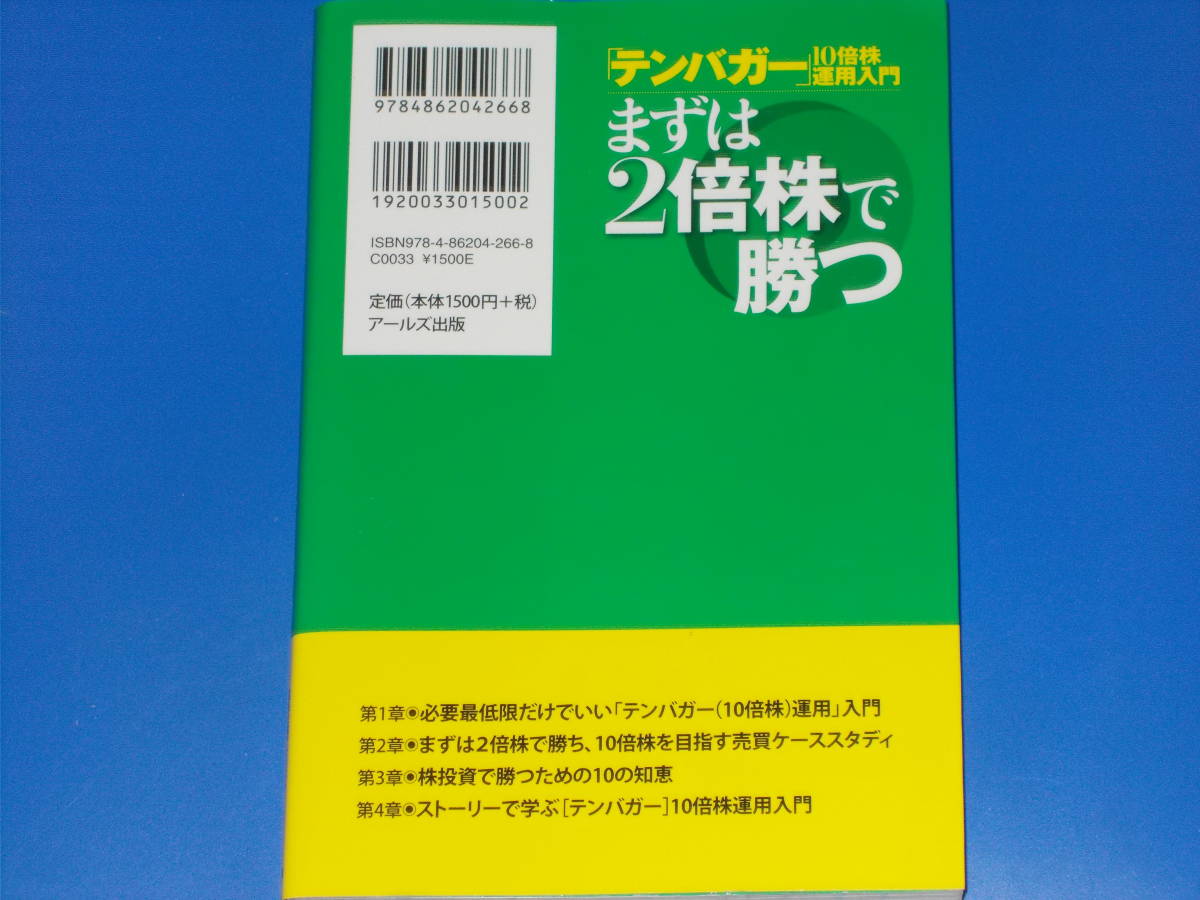 9784862042668
1920033015002
ISBN978-4-86204-266-8
C0033 ¥1500E
定価(本体1500円+税)
アールズ出版
「テンバガー」10倍株
運用入門
まずは
2倍株で
勝つ
第1章◉必要最低限だけでいい「テンバガー(10倍株)運用」入門
第2章◉まずは2倍株で勝ち、10倍株を目指す売買ケーススタディ
第3章◉株投資で勝つための10の知恵
第4章◉ストーリーで学ぶ[テンバガー]10倍株運用入門